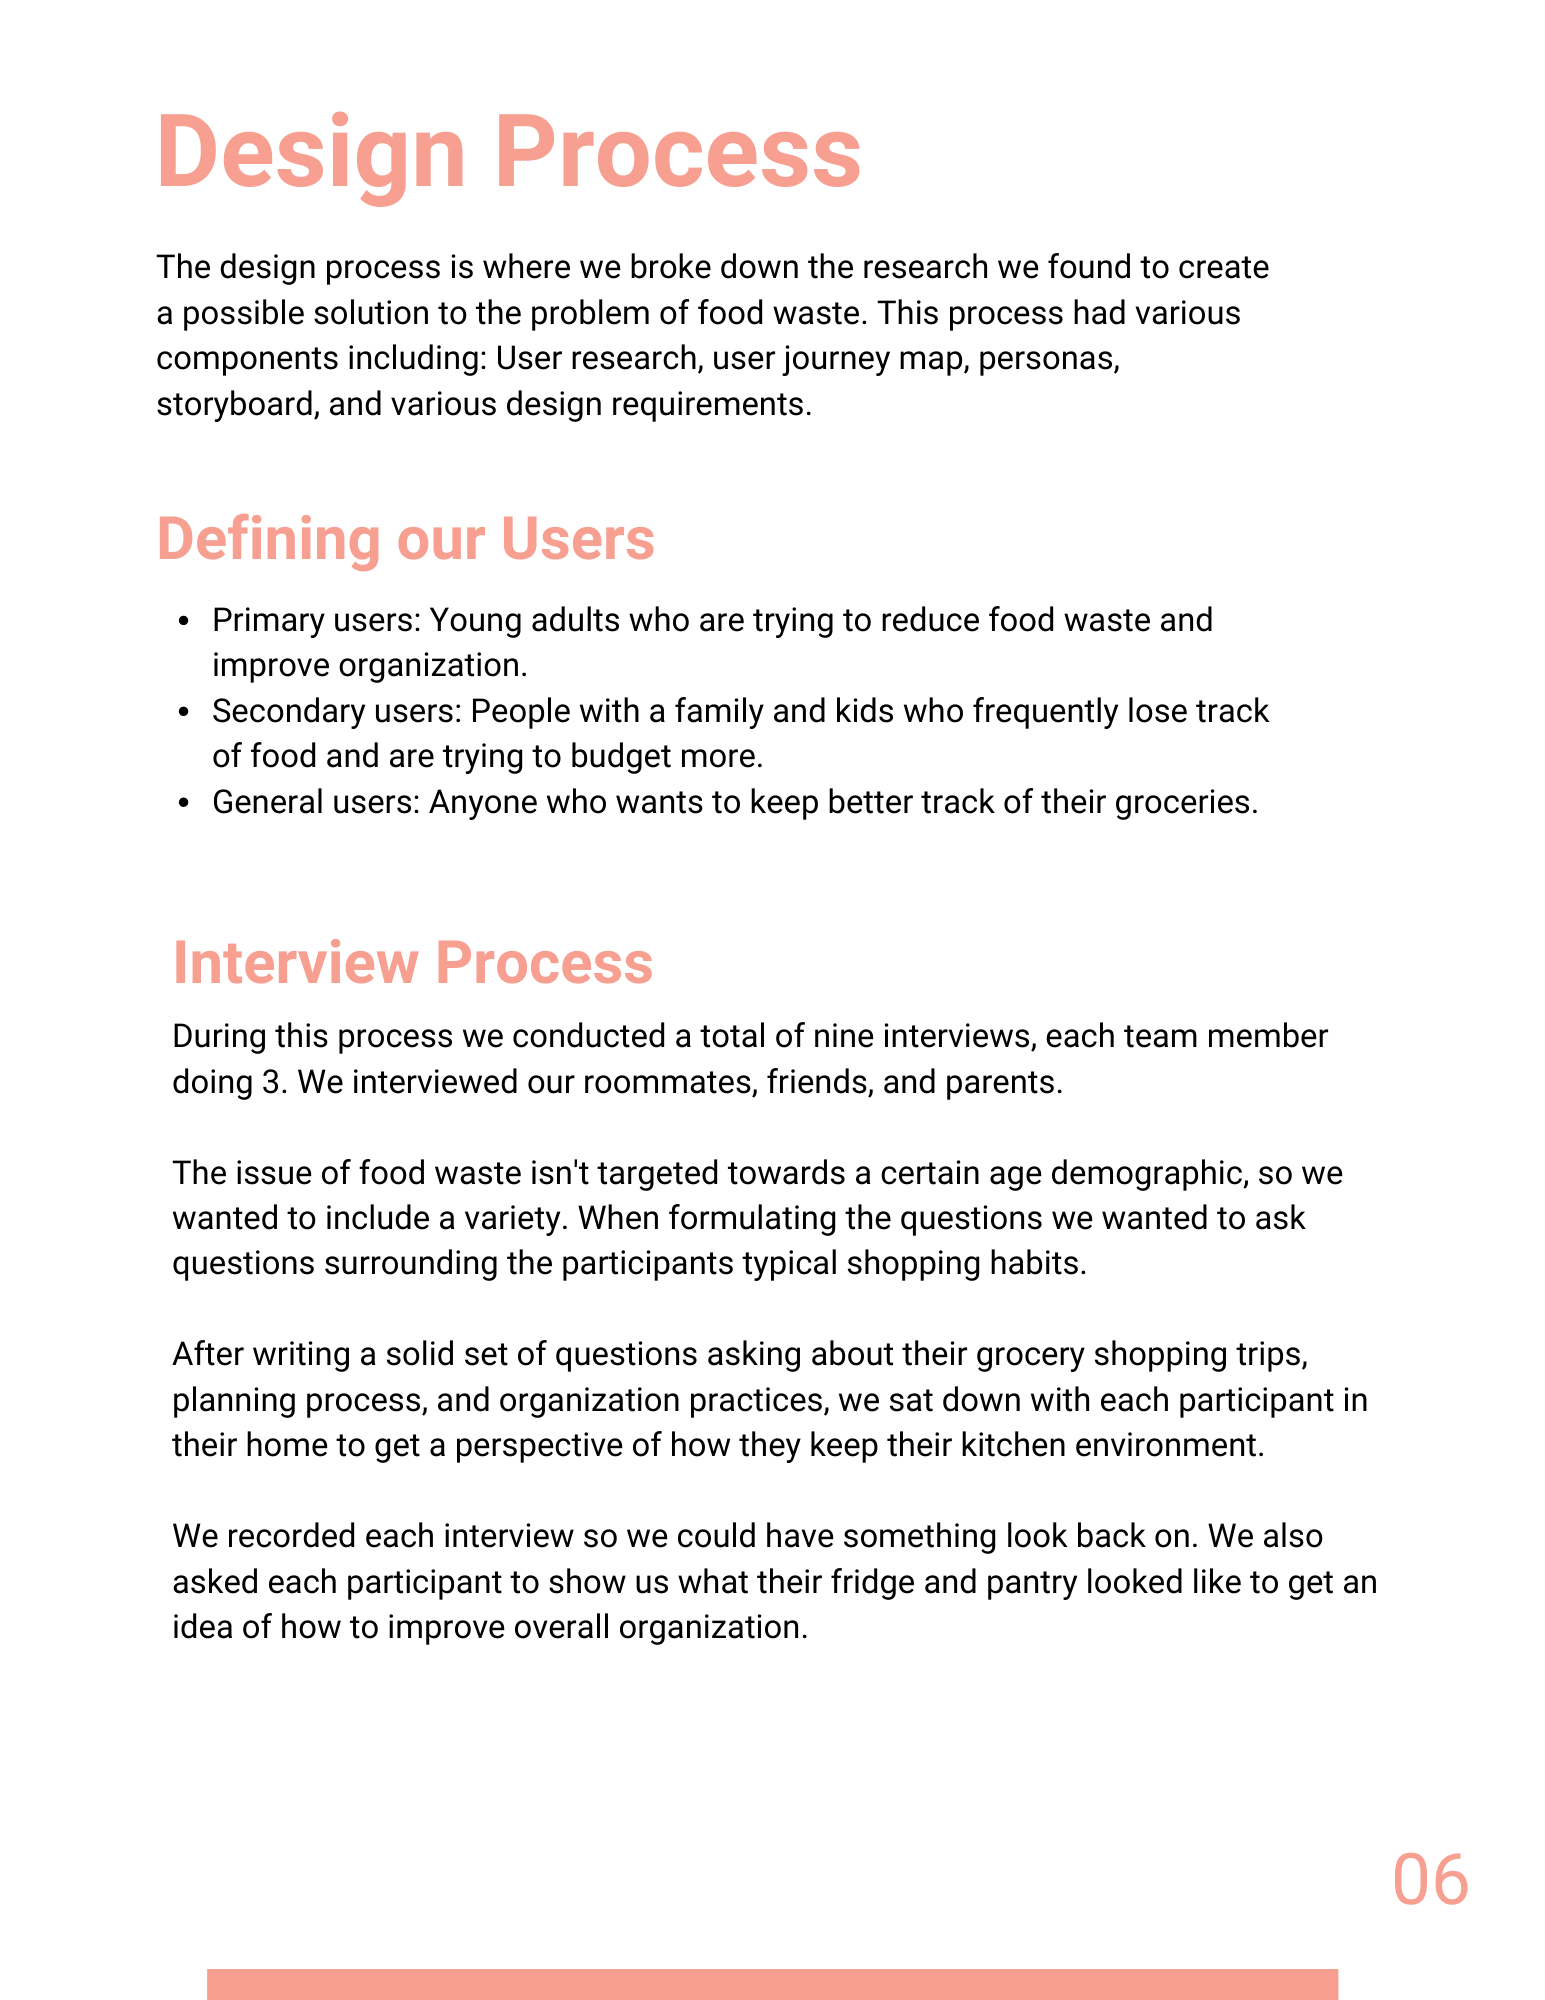 Design Process
The design process is where we broke down the research we found to create
a possible solution to the problem of food waste. This process had various
components including: User research, user journey map, personas,
storyboard, and various design requirements.
Defining our Users
• Primary users: Young adults who are trying to reduce food waste and
improve organization.
• Secondary users: People with a family and kids who frequently lose track
of food and are trying to budget more.
• General users: Anyone who wants to keep better track of their groceries.
Interview Process
During this process we conducted a total of nine interviews, each team member
doing 3. We interviewed our roommates, friends, and parents.
The issue of food waste isn't targeted towards a certain age demographic, so we
wanted to include a variety. When formulating the questions we wanted to ask
questions surrounding the participants typical shopping habits.
After writing a solid set of questions asking about their grocery shopping trips,
planning process, and organization practices, we sat down with each participant in
their home to get a perspective of how they keep their kitchen environment.
We recorded each interview so we could have something look back on. We also
asked each participant to show us what their fridge and pantry looked like to get an
idea of how to improve overall organization.
06